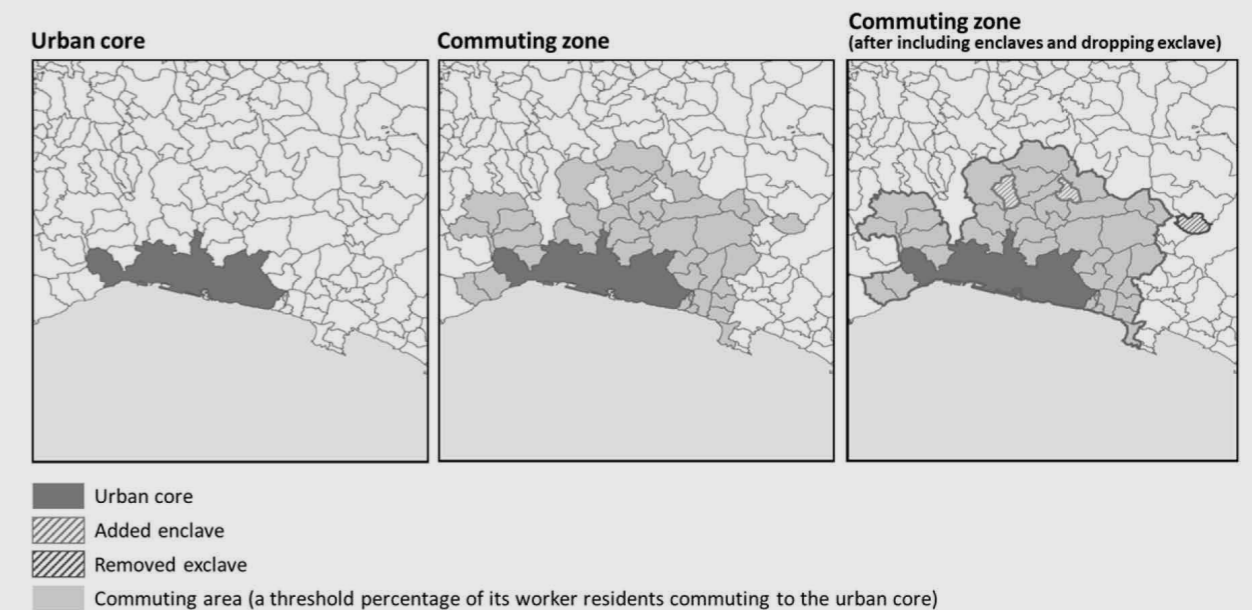 Urban core
Commuting zone
Commuting zone
(after including enclaves and dropping exclave)
Urban core
Added enclave
Removed exclave
Commuting area (a threshold percentage of its worker residents commuting to the urban core)